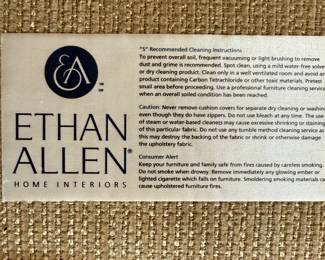 EA
ETHAN
ALLEN®
HOME INTERIORS
"S" Recommended Cleaning Instructions
To prevent overall soil, frequent vacuuming or light brushing to remove
dust and grime is recommended. Spot clean, using a mild water-free solve
or dry cleaning product. Clean only in a well ventilated room and avoid ar
product containing Carbon Tetrachloride or other toxic materials. Pretest
small area before proceeding. Use a professional furniture cleaning service
when an overall soiled condition has been reached.
Caution: Never remove cushion covers for separate dry cleaning or washin
even though they do have zippers. Do not use bleach at any time. The use
of steam or water-based cleaners may cause excessive shrinking or staining
of this particular fabric. Do not use any tumble method cleaning service as
this may destroy the backing of the fabric or shrink or otherwise damage
the upholstery fabric.
Consumer Alert
Keep your furniture and family safe from fires caused by careless smoking.
Do not smoke when drowsy. Remove immediately any glowing ember or
lighted cigarette which falls on furniture. Smoldering smoking materials ca
cause upholstered furniture fires.